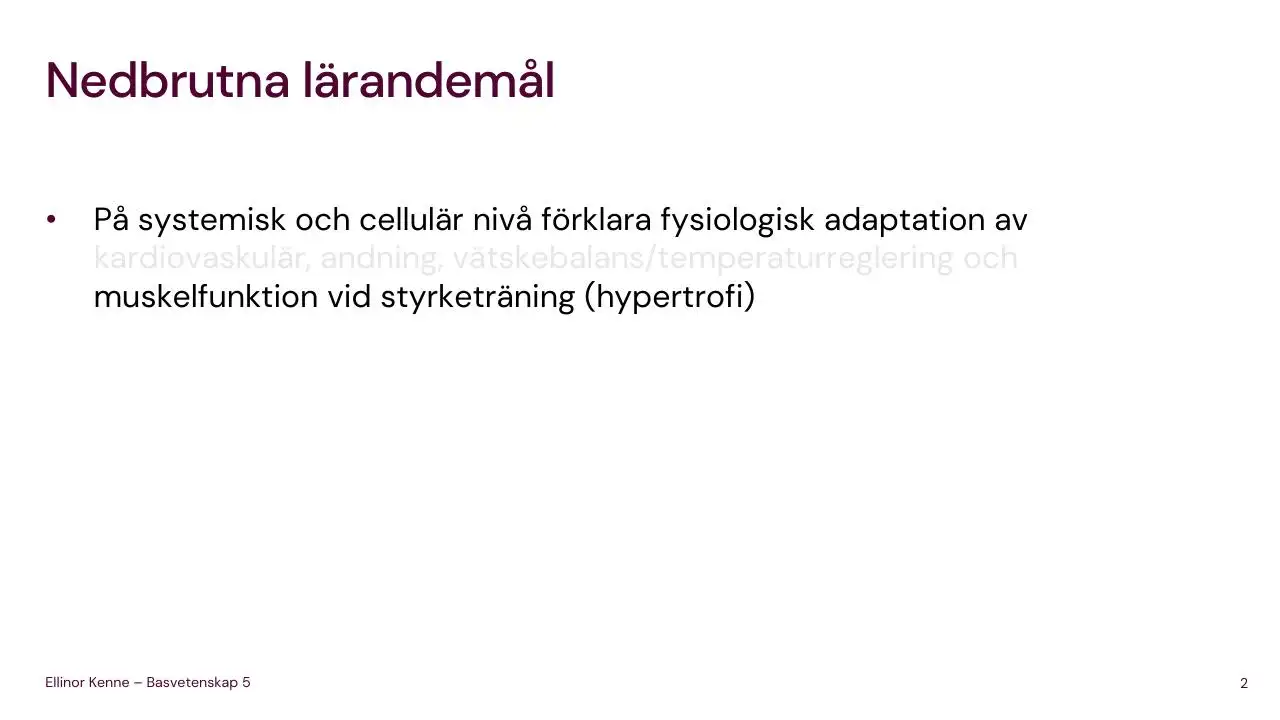 Nedbrutna lärandemål
• På systemisk och cellulär nivå förklara fysiologisk adaptation av
kardiovaskulär, andning, vätskebalans/temperaturreglering och
muskelfunktion vid styrketräning (hypertrofi)
Ellinor Kenne – Basvetenskap 5
2